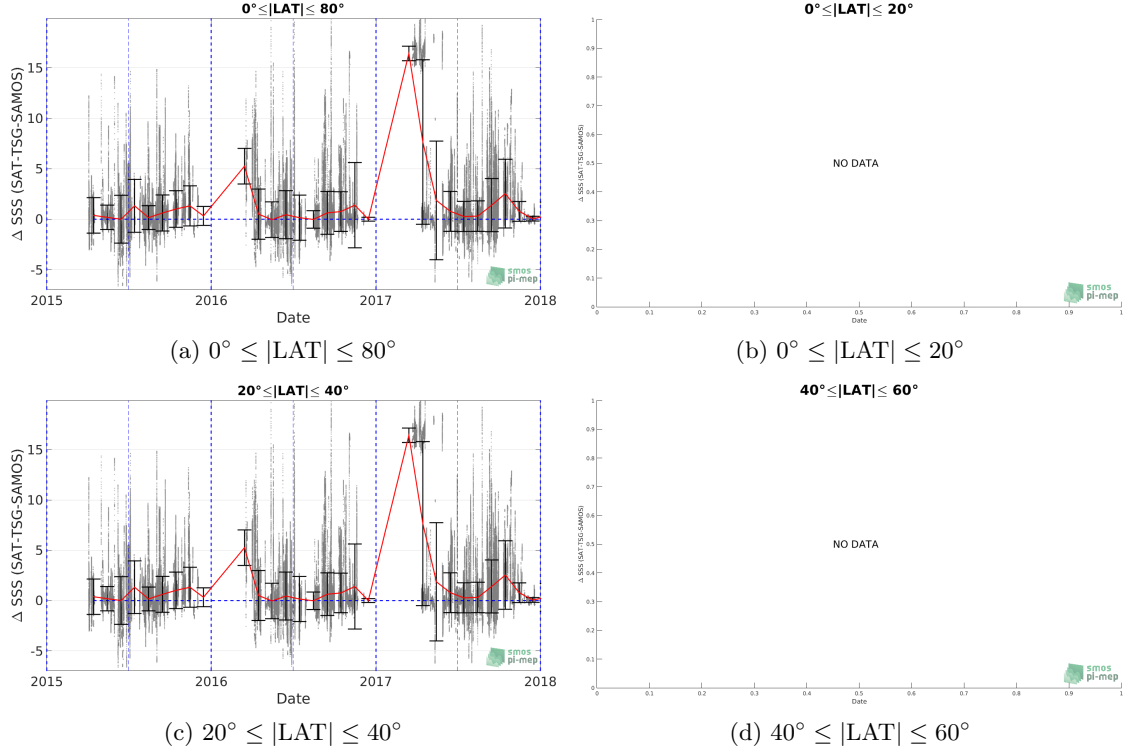 0°≤|LAT|≤ 80°
Δ SSS (SAT-TSG-SAMOS)
15
10
5
0
-5
2015 2016 2017 2018
Date
smos
pi-mep
(a) 0° ≤ |LAT| ≤ 80°
0°≤|LAT|≤ 20°
Δ SSS (SAT-TSG-SAMOS)
1
0.9
0.8
0.7
0.6
0.5
0.4
0.3
0.2
0.1
0
NO DATA
0 0.1 0.2 0.3 0.4 0.5 0.6 0.7 0.8 0.9 1
Date
smos
pi-mep
(b) 0° ≤ |LAT| ≤ 20°
20°≤|LAT|≤ 40°
Δ SSS (SAT-TSG-SAMOS)
15
10
5
0
-5
2015 2016 2017 2018
Date
smos
pi-mep
(c) 20° ≤ |LAT| ≤ 40°
40°≤|LAT|≤ 60°
Δ SSS (SAT-TSG-SAMOS)
1
0.9
0.8
0.7
0.6
0.5
0.4
0.3
0.2
0.1
0
NO DATA
0 0.1 0.2 0.3 0.4 0.5 0.6 0.7 0.8 0.9 1
Date
smos
pi-mep
(d) 40° ≤ |LAT| ≤ 60°